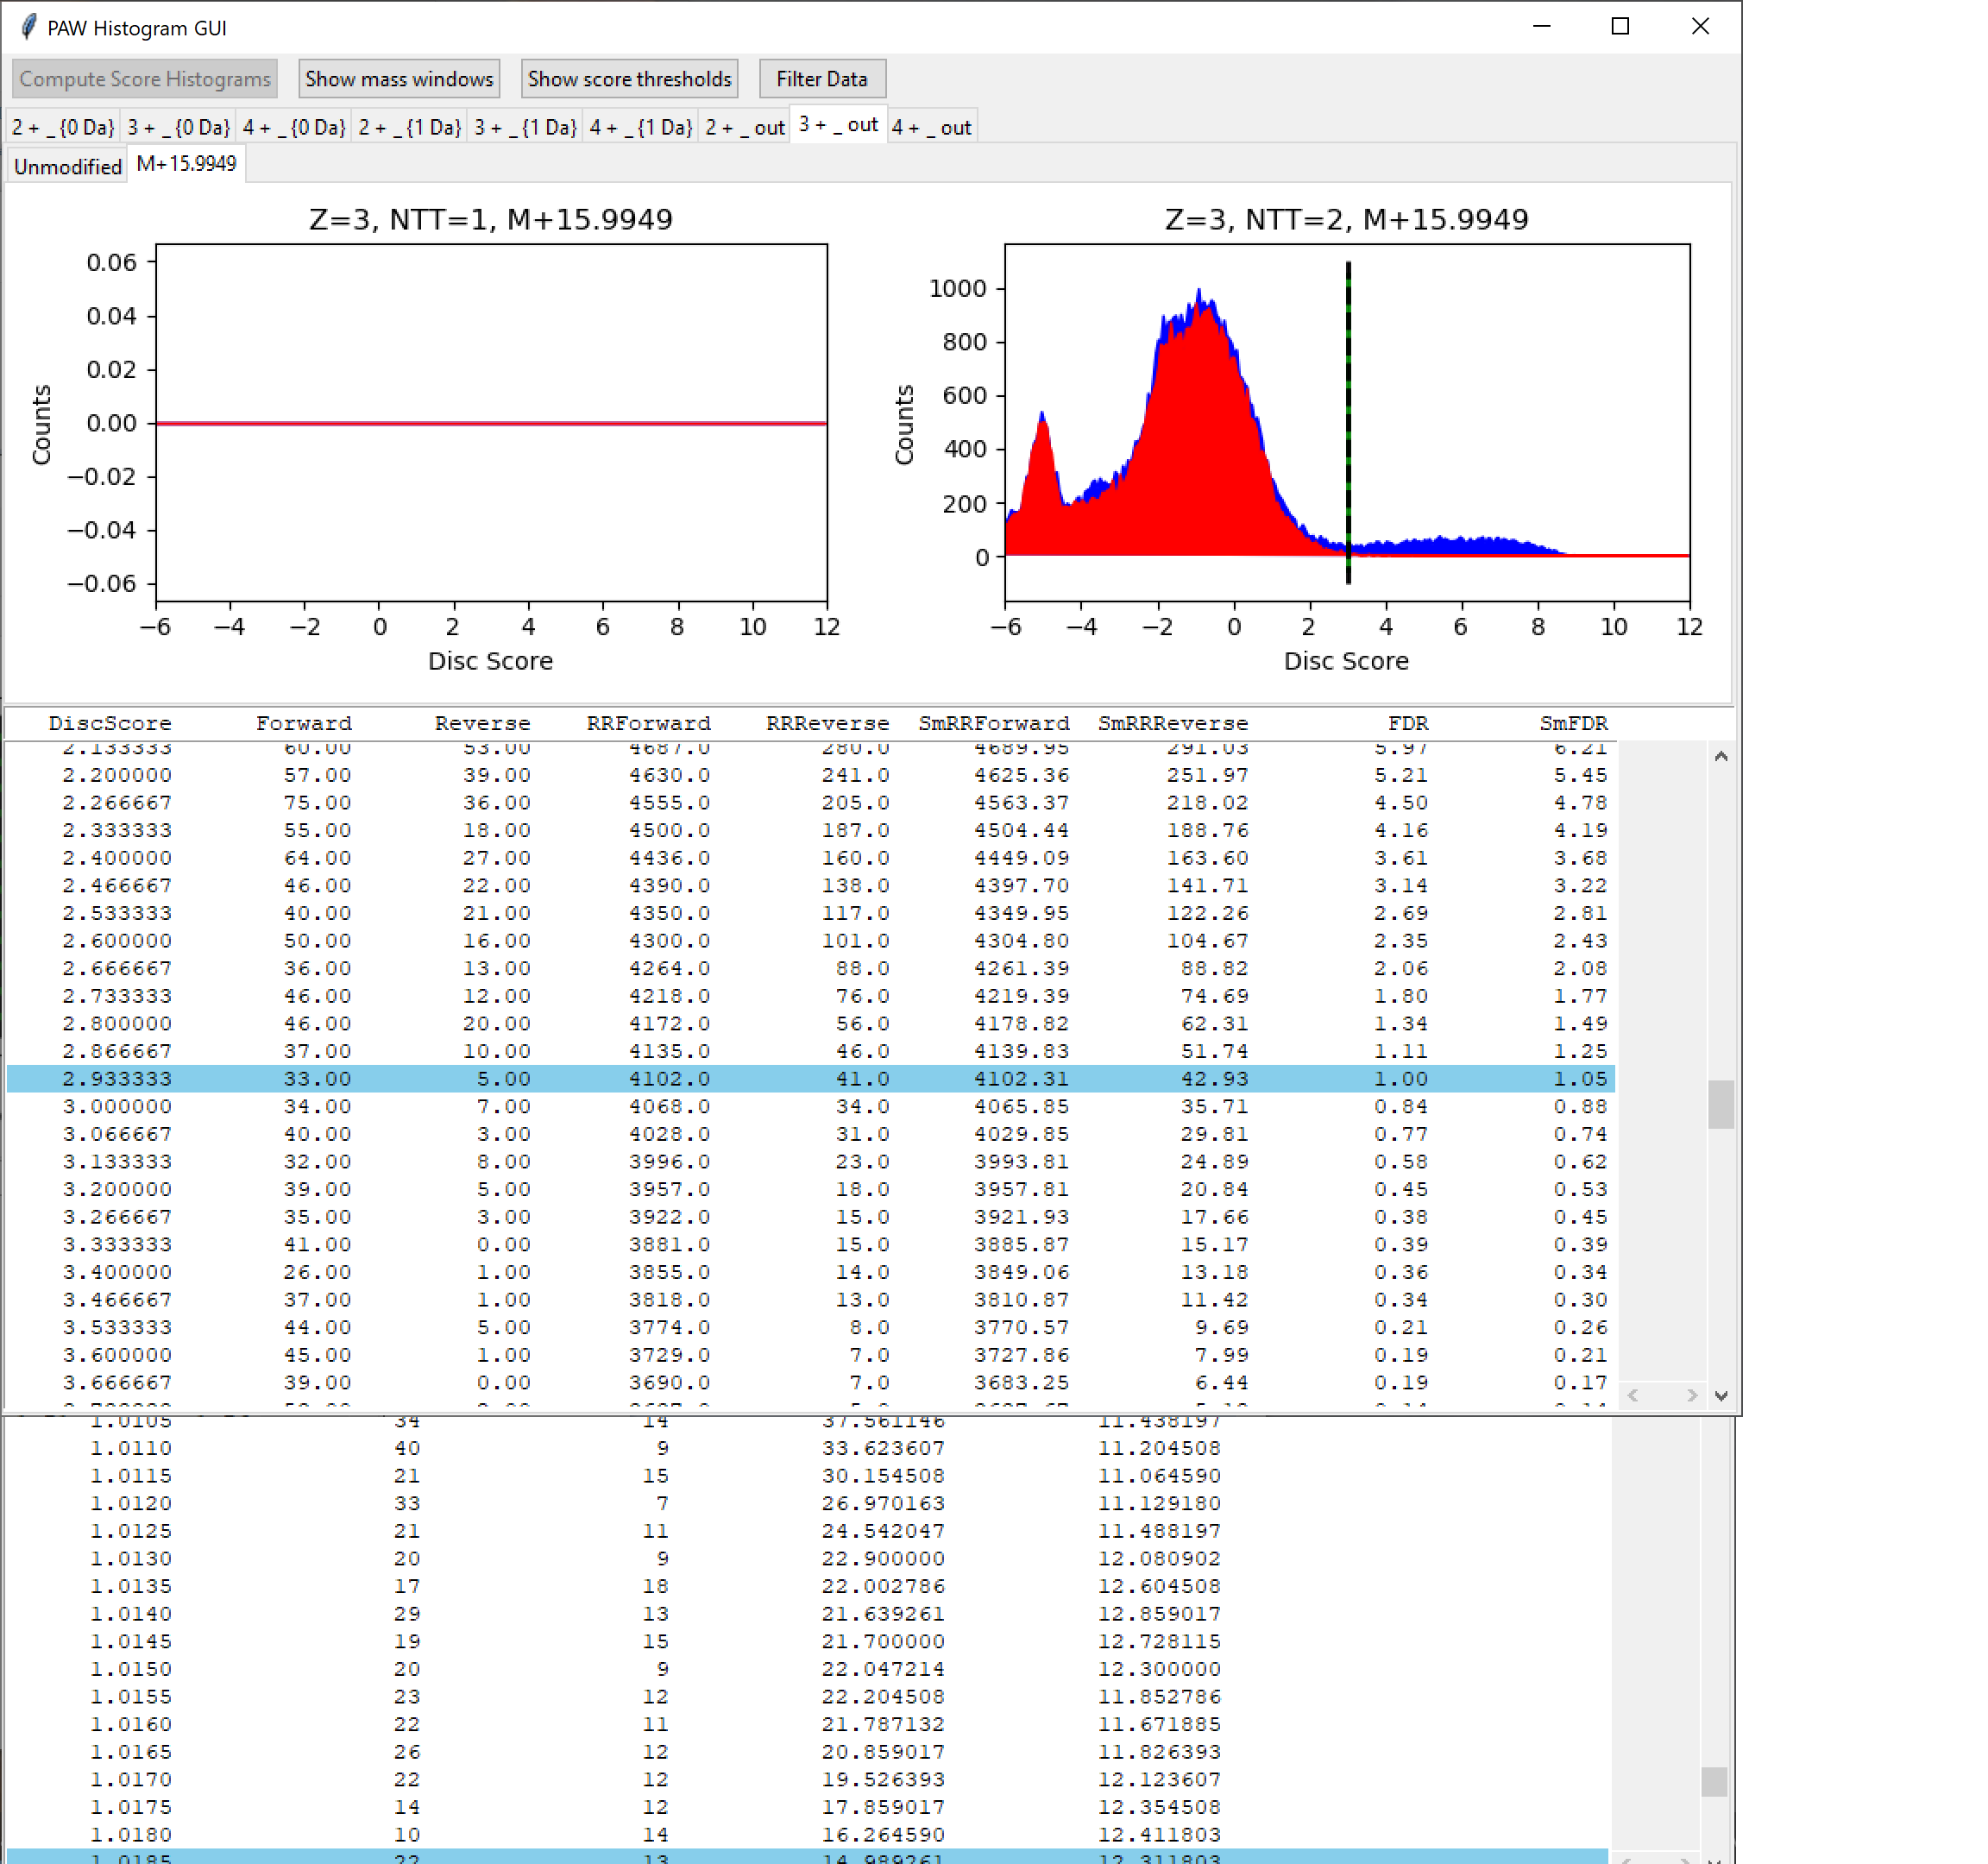 PAW Histogram GUI
Compute Score Histograms Show mass windows Show score thresholds Filter Data
2 + _ {0 Da} 3 + _ {0 Da} 4 + _ {0 Da} 2 + _ {1 Da} 3 + _ {1 Da} 4 + _ {1 Da} 2 + _ out 3 + _ out 4 + _ out
Unmodified M+15.9949
Z=3, NTT=1, M+15.9949
0.06
0.04
0.02
0.00
−0.02
−0.04
−0.06
Counts
−6 −4 −2 0 2 4 6 8 10 12
Disc Score
Z=3, NTT=2, M+15.9949
1000
800
600
400
200
0
Counts
−6 −4 −2 0 2 4 6 8 10 12
Disc Score
DiscScore Forward Reverse RRForward RRReverse SmRRForward SmRRReverse FDR SmFDR
2.133333 60.00 53.00 4687.0 280.0 4689.95 291.03 5.97 6.21
2.200000 57.00 39.00 4630.0 241.0 4625.36 251.97 5.21 5.45
2.266667 75.00 36.00 4555.0 205.0 4563.37 218.02 4.50 4.78
2.333333 55.00 18.00 4500.0 187.0 4504.44 188.76 4.16 4.19
2.400000 64.00 27.00 4436.0 160.0 4449.09 163.60 3.61 3.68
2.466667 46.00 22.00 4390.0 138.0 4397.70 141.71 3.14 3.22
2.533333 40.00 21.00 4350.0 117.0 4349.95 122.26 2.69 2.81
2.600000 50.00 16.00 4300.0 101.0 4304.80 104.67 2.35 2.43
2.666667 36.00 13.00 4264.0 88.0 4261.39 88.82 2.06 2.08
2.733333 46.00 12.00 4218.0 76.0 4219.39 74.69 1.80 1.77
2.800000 46.00 20.00 4172.0 56.0 4178.82 62.31 1.34 1.49
2.866667 37.00 10.00 4135.0 46.0 4139.83 51.74 1.11 1.25
2.933333 33.00 5.00 4102.0 41.0 4102.31 42.93 1.00 1.05
3.000000 34.00 7.00 4068.0 34.0 4065.85 35.71 0.84 0.88
3.066667 40.00 3.00 4028.0 31.0 4029.85 29.81 0.77 0.74
3.133333 32.00 8.00 3996.0 23.0 3993.81 24.89 0.58 0.62
3.200000 39.00 5.00 3957.0 18.0 3957.81 20.84 0.45 0.53
3.266667 35.00 3.00 3922.0 15.0 3921.93 17.66 0.38 0.45
3.333333 41.00 0.00 3881.0 15.0 3885.87 15.17 0.39 0.39
3.400000 26.00 1.00 3855.0 14.0 3849.06 13.18 0.36 0.34
3.466667 37.00 1.00 3818.0 13.0 3810.87 11.42 0.34 0.30
3.533333 44.00 5.00 3774.0 8.0 3770.57 9.69 0.21 0.26
3.600000 45.00 1.00 3729.0 7.0 3727.86 7.99 0.19 0.21
3.666667 39.00 0.00 3690.0 7.0 3683.25 6.44 0.19 0.17
1.0105 34 14 37.561146 11.438197
1.0110 40 9 33.623607 11.204508
1.0115 21 15 30.154508 11.064590
1.0120 33 7 26.970163 11.129180
1.0125 21 11 24.542047 11.488197
1.0130 20 9 22.900000 12.080902
1.0135 17 18 22.002786 12.604508
1.0140 29 13 21.639261 12.859017
1.0145 19 15 21.700000 12.728115
1.0150 20 9 22.047214 12.300000
1.0155 23 12 22.204508 11.852786
1.0160 22 11 21.787132 11.671885
1.0165 26 12 20.859017 11.826393
1.0170 22 12 19.526393 12.123607
1.0175 14 12 17.859017 12.354508
1.0180 10 14 16.264590 12.411803
1.0185 22 13 14.989261 12.311803